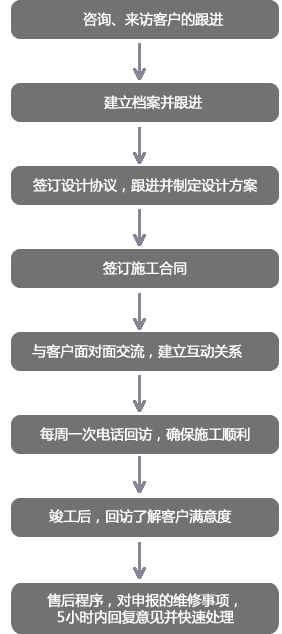 咨询、来访客户的跟进
建立档案并跟进
签订设计协议，跟进并制定设计方案
签订施工合同
与客户面对面交流，建立互动关系
每周一次电话回访，确保施工顺利
竣工后，回访了解客户满意度
售后程序，对申报的维修事项，
5小时内回复意见并快速处理